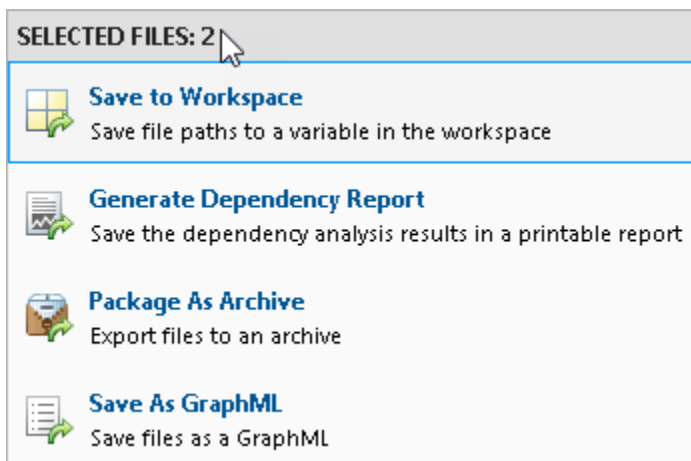 SELECTED FILES: 2
Save to Workspace
Save file paths to a variable in the workspace
Generate Dependency Report
Save the dependency analysis results in a printable report
Package As Archive
Export files to an archive
Save As GraphML
Save files as a GraphML